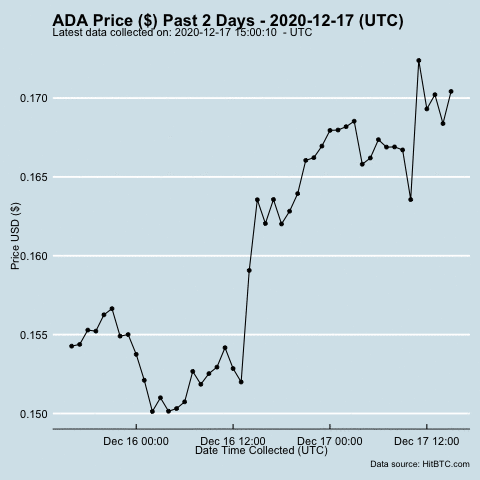 ADA Price ($) Past 2 Days - 2020-12-17 (UTC)
Latest data collected on: 2020-12-17 15:00:10  - UTC
0.170
0.165
0.160
0.155
0.150
Price USD ($)
Dec 16 00:00 Dec 16 12:00 Dec 17 00:00 Dec 17 12:00
Date Time Collected (UTC)
Data source: HitBTC.com